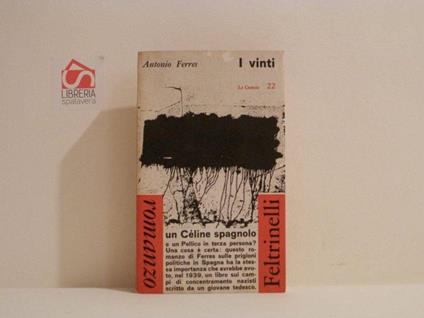 LIBRERIA
spalavera
Antonio Ferres
I vinti
Le Comete 22
romanzo
Feltrinelli
un Céline spagnolo
o un Pellico in terza persona?
Una cosa è certa: questo ro-
manzo di Ferres sulle prigioni
politiche in Spagna ha la stes-
sa importanza che avrebbe avu-
to, nel 1939, un libro sui cam-
pi di concentramento nazisti
scritto da un giovane tedesco.